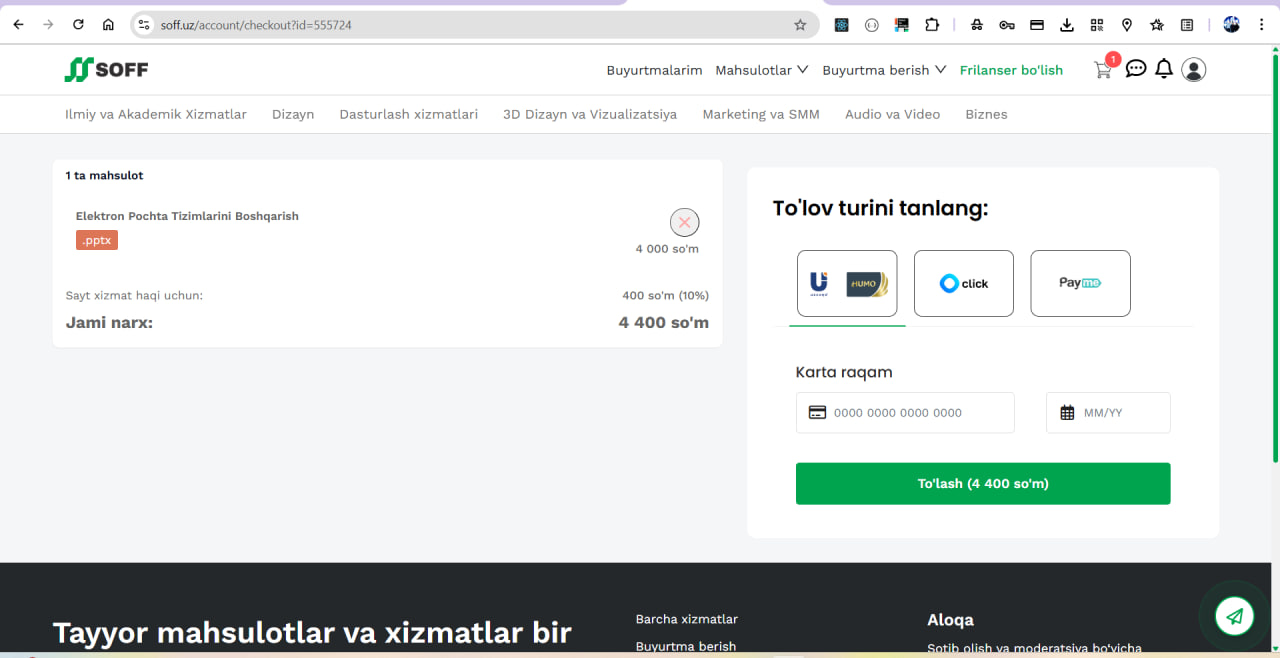 soff.uz/account/checkout?id=555724
SOFF
Buyurtmalarim Mahsulotlar Buyurtma berish Frilanser bo'lish 1
Ilmiy va Akademik Xizmatlar Dizayn Dasturlash xizmatlari 3D Dizayn va Vizualizatsiya Marketing va SMM Audio va Video Biznes
1 ta mahsulot
Elektron Pochta Tizimlarini Boshqarish
.pptx
4 000 so'm
Sayt xizmat haqi uchun: 400 so'm (10%)
Jami narx: 4 400 so'm
To'lov turini tanlang:
HUMO click Payme
Karta raqam
0000 0000 0000 0000 MM/YY
To'lash (4 400 so'm)
Tayyor mahsulotlar va xizmatlar bir
Barcha xizmatlar
Buyurtma berish
Aloqa
Sotib olish va moderatsiya bo'yicha